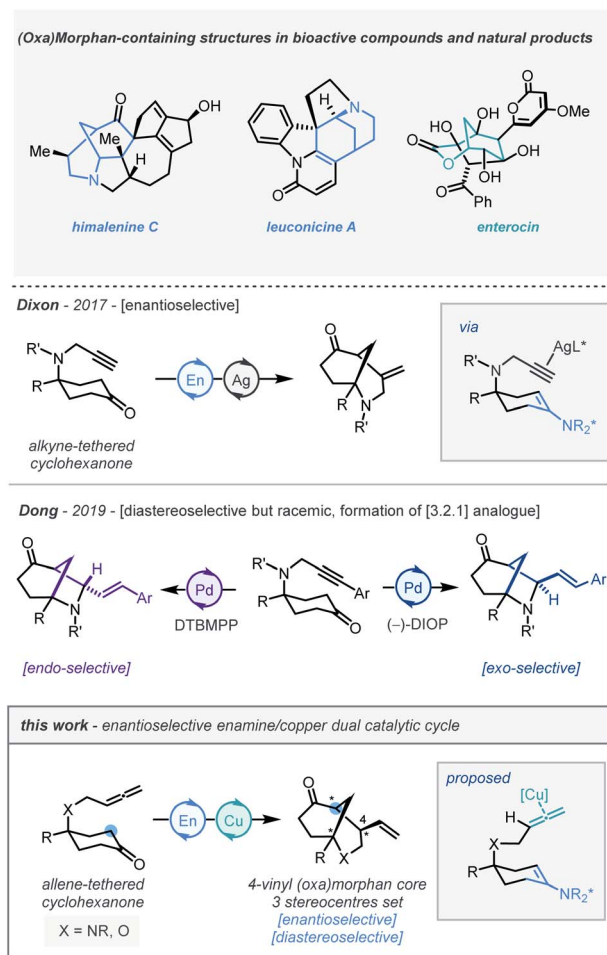 (Oxa)Morphan-containing structures in bioactive compounds and natural products
O
OH
Me
Me
H
N
himalenine C
H
N
N
O
leuconicine A
O
O
OMe
OH
HO
O
O
OH
OH
O
Ph
enterocin
Dixon - 2017 - [enantioselective]
R'
N
R
O
alkyne-tethered
cyclohexanone
En
Ag
O
R
N
R'
via
AgL*
R'
N
R
NR2*
Dong - 2019 - [diastereoselective but racemic, formation of [3.2.1] analogue]
O
H
Ar
R
N
R'
[endo-selective]
Pd
DTBMPP
R'
N
Ar
R
O
Pd
(–)-DIOP
O
Ar
H
R
N
R'
[exo-selective]
this work - enantioselective enamine/copper dual catalytic cycle
X
R
O
allene-tethered
cyclohexanone
X = NR, O
En
Cu
O
*
4
*
*
R
X
4-vinyl (oxa)morphan core
3 stereocentres set
[enantioselective]
[diastereoselective]
proposed
[Cu]
H
X
R
NR2*